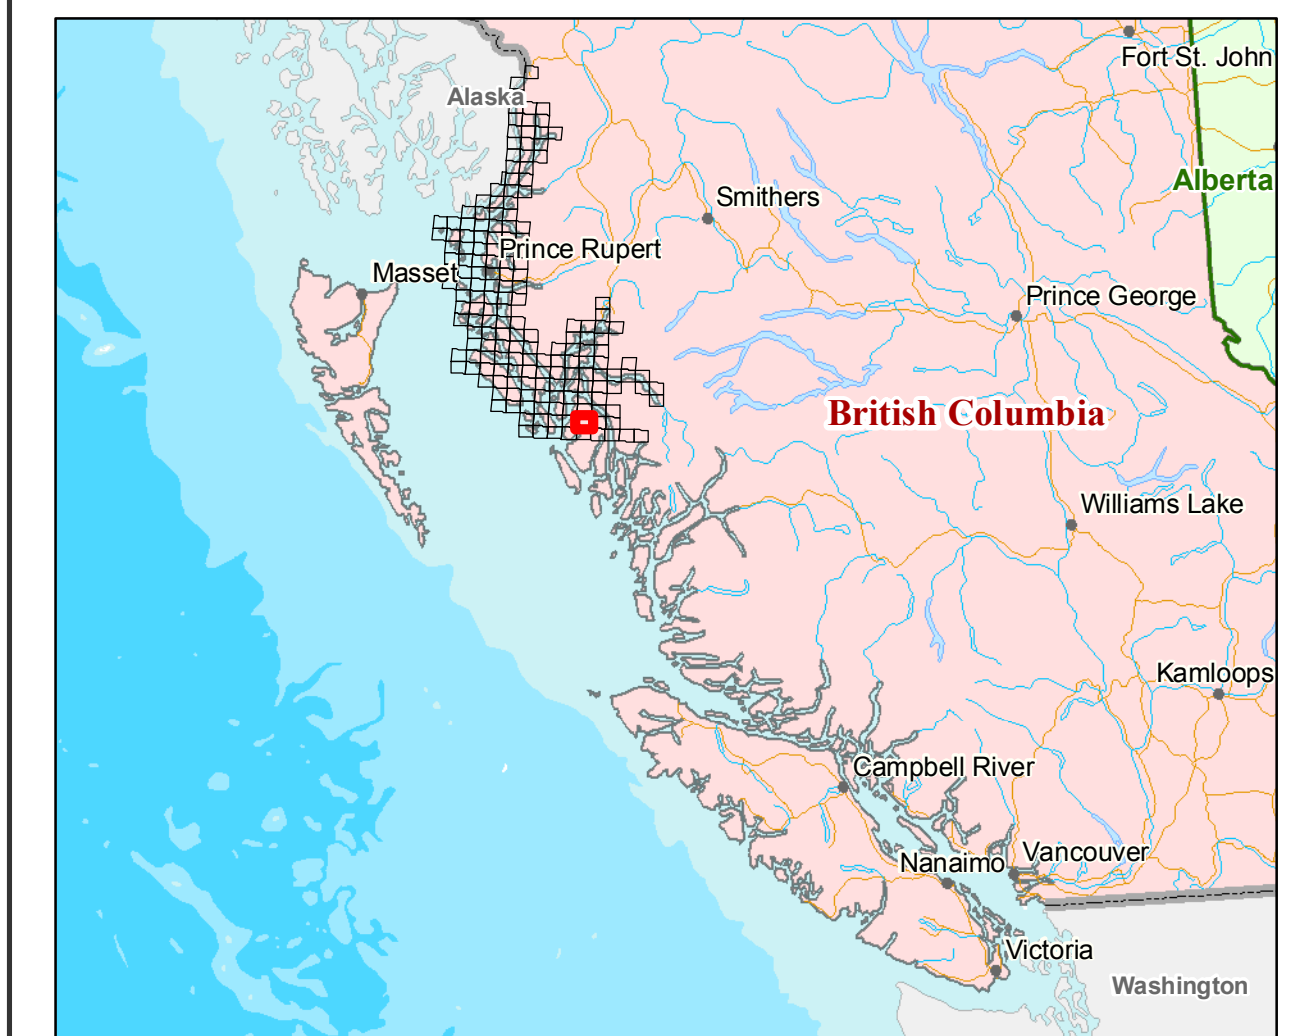 Fort St. John
Alaska
Alberta
Smithers
Prince Rupert
Masset
Prince George
British Columbia
Williams Lake
Kamloops
Campbell River
Vancouver
Nanaimo
Victoria
Washington